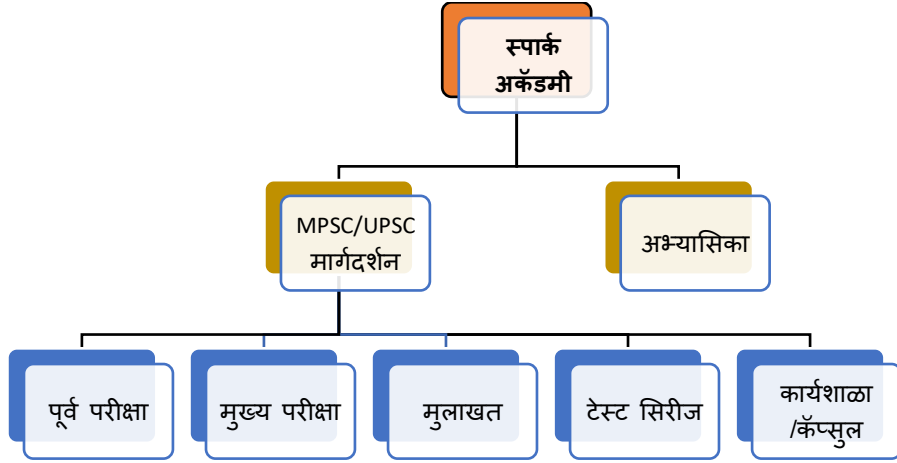 स्पार्क
अकॅडमी
MPSC/UPSC
मार्गदर्शन
अभ्यासिका
पूर्व परीक्षा
मुख्य परीक्षा
मुलाखत
टेस्ट सिरीज
कार्यशाळा
/कॅप्सुल